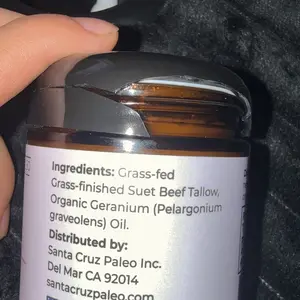 Ingredients: Grass-fed
Grass-finished Suet Beef Tallow,
Organic Geranium (Pelargonium
graveolens) Oil.
Distributed by:
Santa Cruz Paleo Inc.
Del Mar CA 92014
santacruzpaleo.com